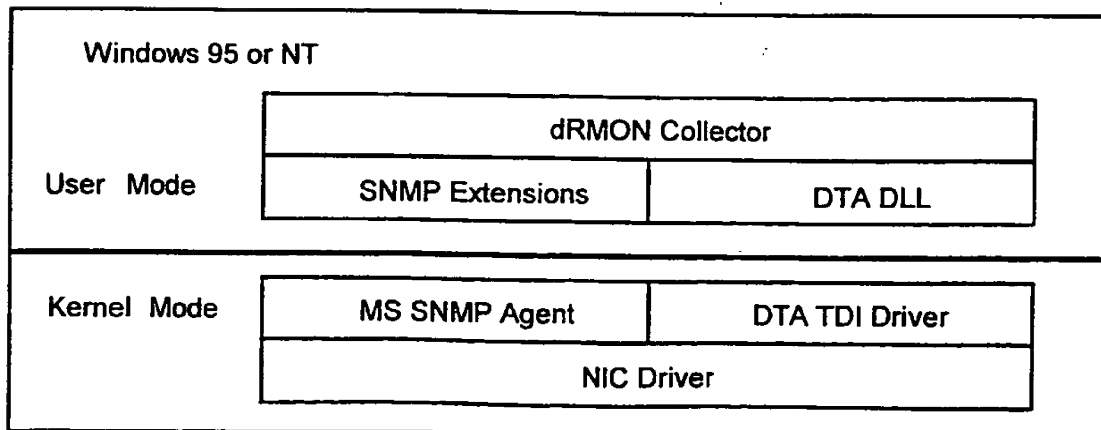 Windows 95 or NT
dRMON Collector
User Mode
SNMP Extensions
DTA DLL
Kernel Mode
MS SNMP Agent
DTA TDI Driver
NIC Driver